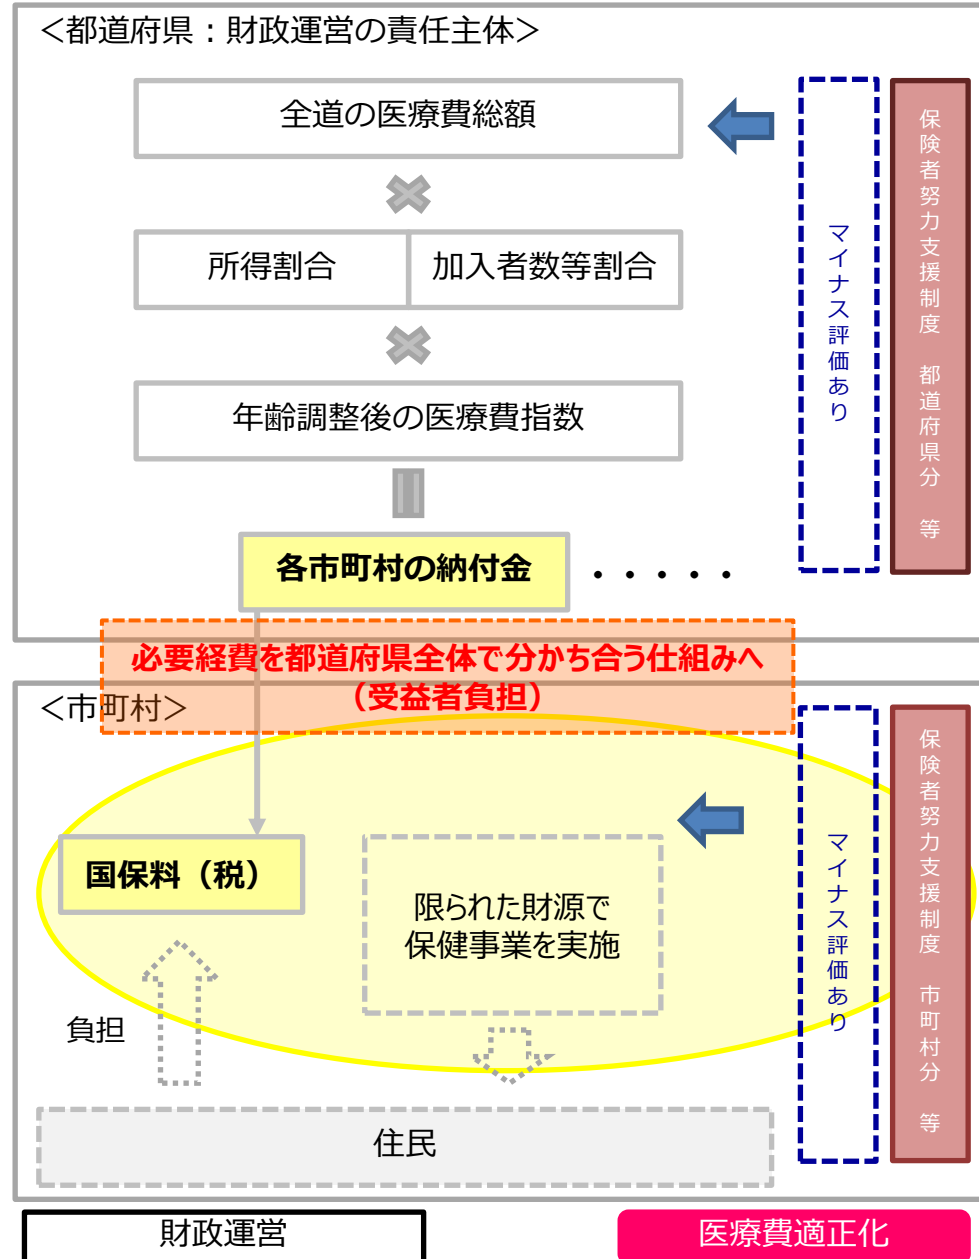 ＜都道府県：財政運営の責任主体＞
全道の医療費総額
所得割合
加入者数等割合
年齢調整後の医療費指数
各市町村の納付金
・・・・・
マイナス評価あり
保険者努力支援制度　都道府県分　等
必要経費を都道府県全体で分かち合う仕組みへ
（受益者負担）
＜市町村＞
国保料（税）
限られた財源で
保健事業を実施
負担
住民
マイナス評価あり
保険者努力支援制度　市町村分　等
財政運営
医療費適正化